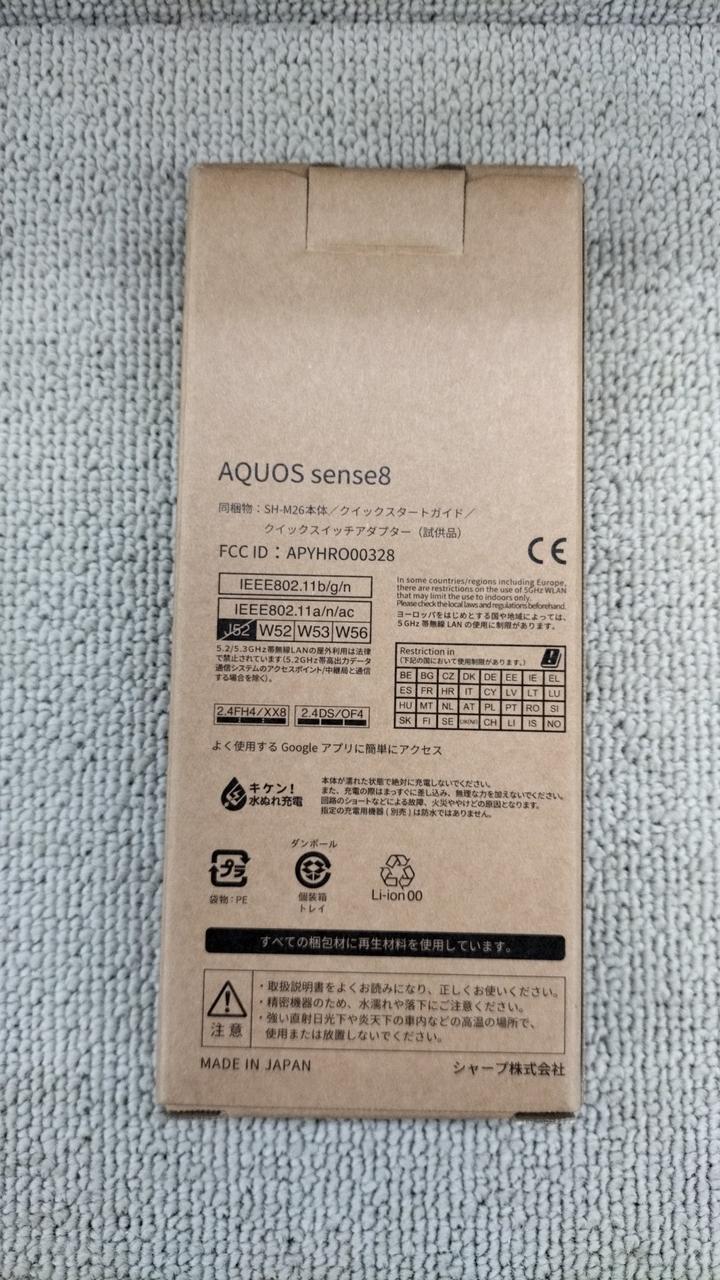 AQUOS sense8
同梱物：SH-M26本体／クイックスタートガイド／
クイックスイッチアダプター（試供品）
FCC ID：APYHRO00328
CE
IEEE802.11b/g/n
IEEE802.11a/n/ac
J52 W52 W53 W56
5.2/5.3GHz帯無線LANの屋外利用は法律
で禁止されています(5.2GHz帯高出力データ
通信システムのアクセスポイント/中継局と通信
する場合を除く)。
In some countries/regions including Europe,
there are restrictions on the use of 5GHz WLAN
that may limit the use to indoors only.
Please check the local laws and regulations beforehand.
ヨーロッパをはじめとする国や地域によっては、
5GHz 帯無線 LAN の使用に制限があります。
Restriction in
（下記の国において使用制限があります。）
BE BG CZ DK DE EE IE EL
ES FR HR IT CY LV LT LU
HU MT NL AT PL PT RO SI
SK FI SE UK(NI) CH LI IS NO
2.4FH4/XX8
2.4DS/OF4
よく使用する Google アプリに簡単にアクセス
キケン！
水ぬれ充電
本体が濡れた状態で絶対に充電しないでください。
また、充電の際はまっすぐに差し込み、無理な力を加えないでください。
回路のショートなどによる故障、火災ややけどの原因となります。
指定の充電用機器 ( 別売 ) は防水ではありません。
プラ
袋物：PE
ダンボール
個装箱
トレイ
Li-ion 00
すべての梱包材に再生材料を使用しています。
注意
・取扱説明書をよくお読みになり、正しくお使いください。
・精密機器のため、水濡れや落下にご注意ください。
・強い直射日光下や炎天下の車内などの高温の場所で、
使用または放置しないでください。
MADE IN JAPAN
シャープ株式会社